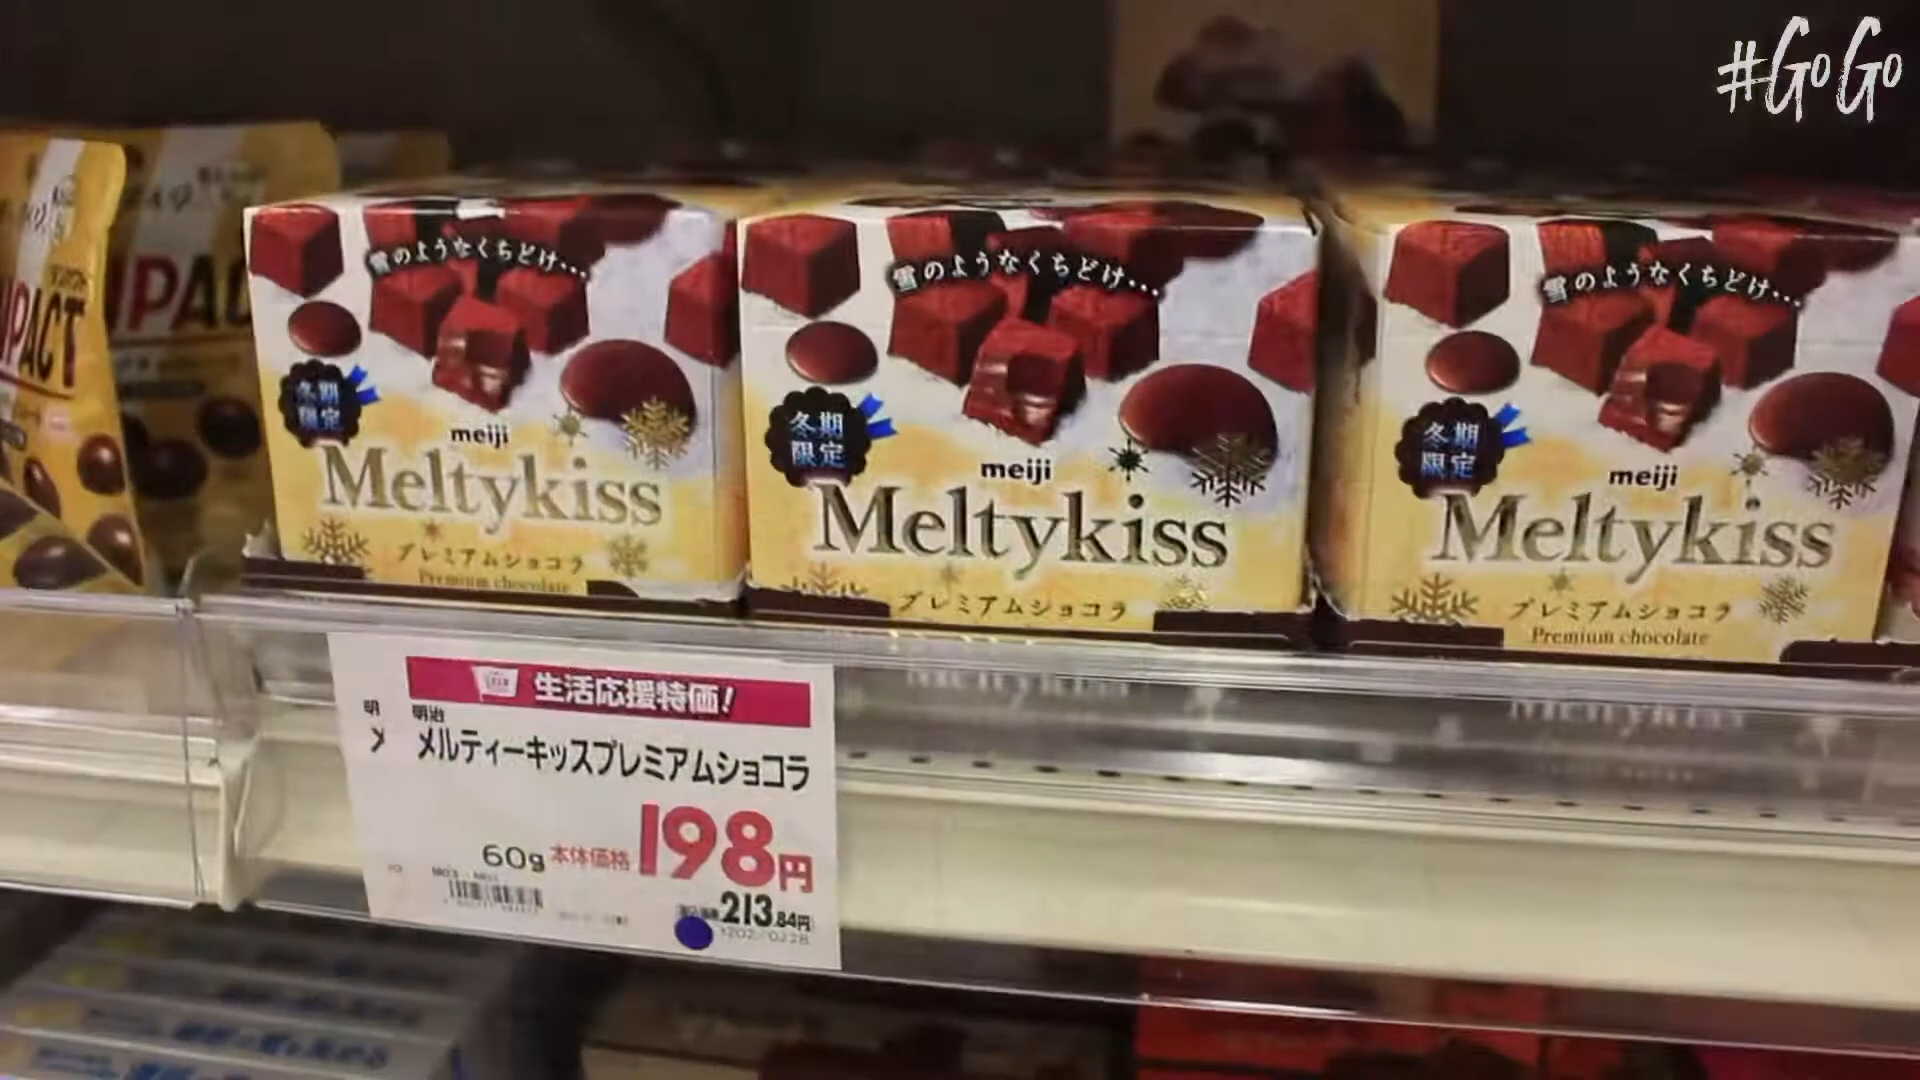 #GoGo
雪のようなくちどけ...
冬期
限定
meiji
Meltykiss
プレミアムショコラ
Premium chocolate
雪のようなくちどけ...
冬期
限定
meiji
Meltykiss
プレミアムショコラ
雪のようなくちどけ...
冬期
限定
meiji
Meltykiss
プレミアムショコラ
Premium chocolate
生活応援特価!
明治
メルティーキッスプレミアムショコラ
60g 本体価格 198円
213.84円